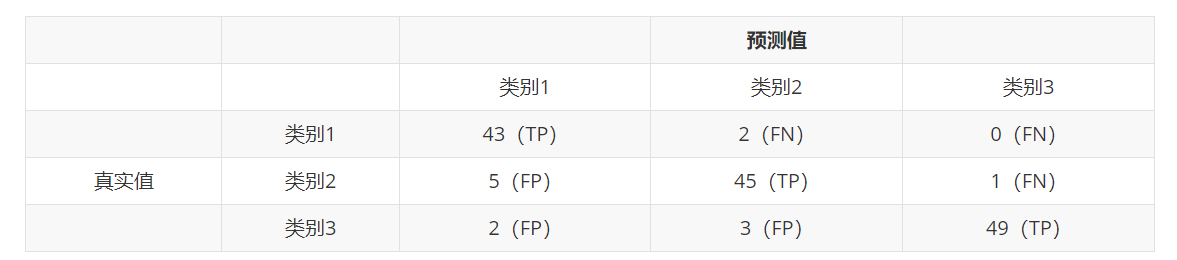 预测值
类别1 类别2 类别3
类别1 43（TP） 2（FN） 0（FN）
真实值 类别2 5（FP） 45（TP） 1（FN）
类别3 2（FP） 3（FP） 49（TP）